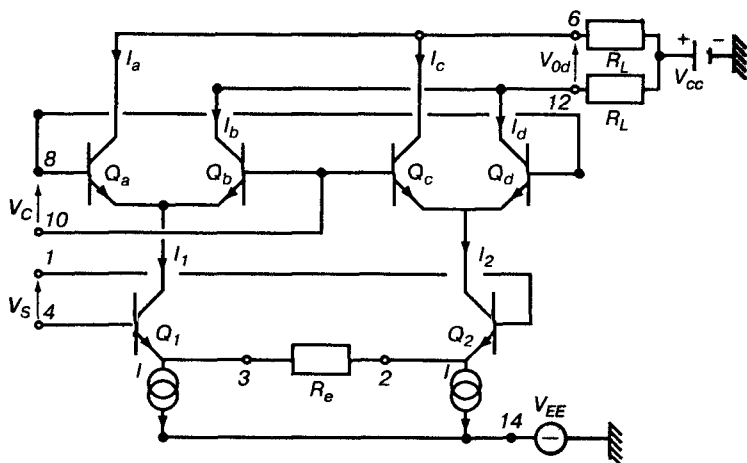 6
I_a
I_c
V_0d
R_L
+ −
V_cc
12
R_L
I_b
I_d
8
Q_a
Q_b
Q_c
Q_d
V_C
10
I_1
I_2
1
V_S
4
Q_1
Q_2
I
3
R_e
2
I
14
V_EE
−